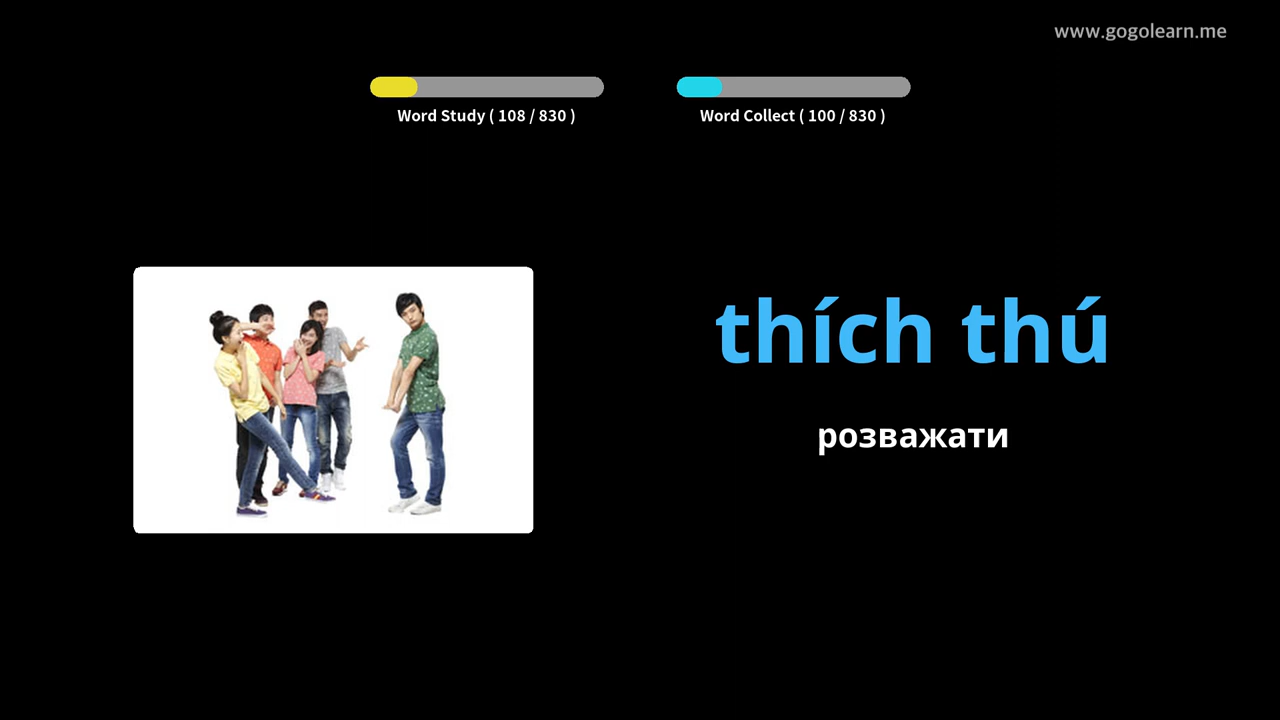 www.gogolearn.me
Word Study ( 108 / 830 )
Word Collect ( 100 / 830 )
thích thú
розважати